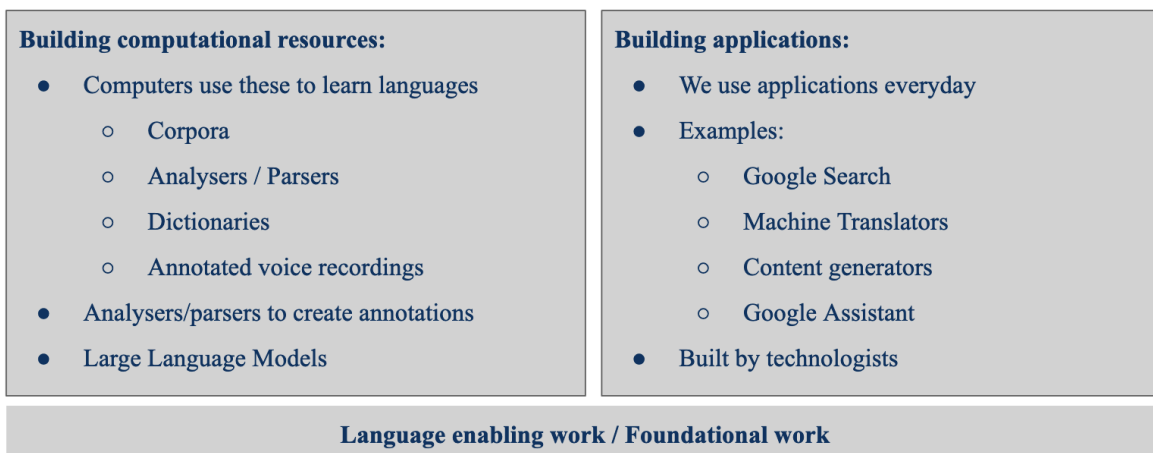 Building computational resources:
● Computers use these to learn languages
○ Corpora
○ Analysers / Parsers
○ Dictionaries
○ Annotated voice recordings
● Analysers/parsers to create annotations
● Large Language Models
Building applications:
● We use applications everyday
● Examples:
○ Google Search
○ Machine Translators
○ Content generators
○ Google Assistant
● Built by technologists
Language enabling work / Foundational work